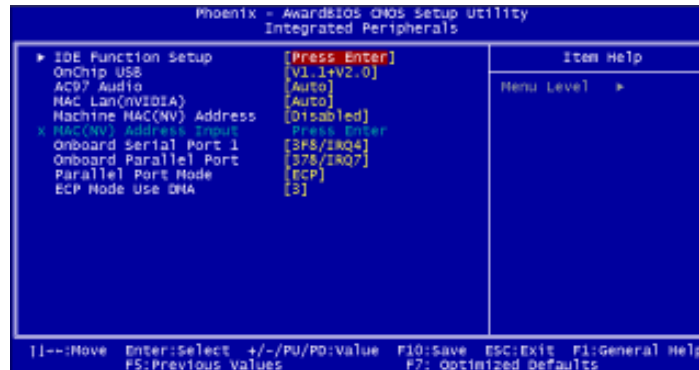 Phoenix - AwardBIOS CMOS Setup Utility
Integrated Peripherals
▶ IDE Function Setup [Press Enter]
OnChip USB [V1.1+V2.0]
AC97 Audio [Auto]
MAC Lan(nVIDIA) [Auto]
Machine MAC(NV) Address [Disabled]
x MAC(NV) Address Input Press Enter
Onboard Serial Port 1 [3F8/IRQ4]
Onboard Parallel Port [378/IRQ7]
Parallel Port Mode [ECP]
ECP Mode Use DMA [3]
Item Help
Menu Level ▶
↑↓→←:Move Enter:Select +/-/PU/PD:Value F10:Save ESC:Exit F1:General Help
F5:Previous Values F7: Optimized Defaults